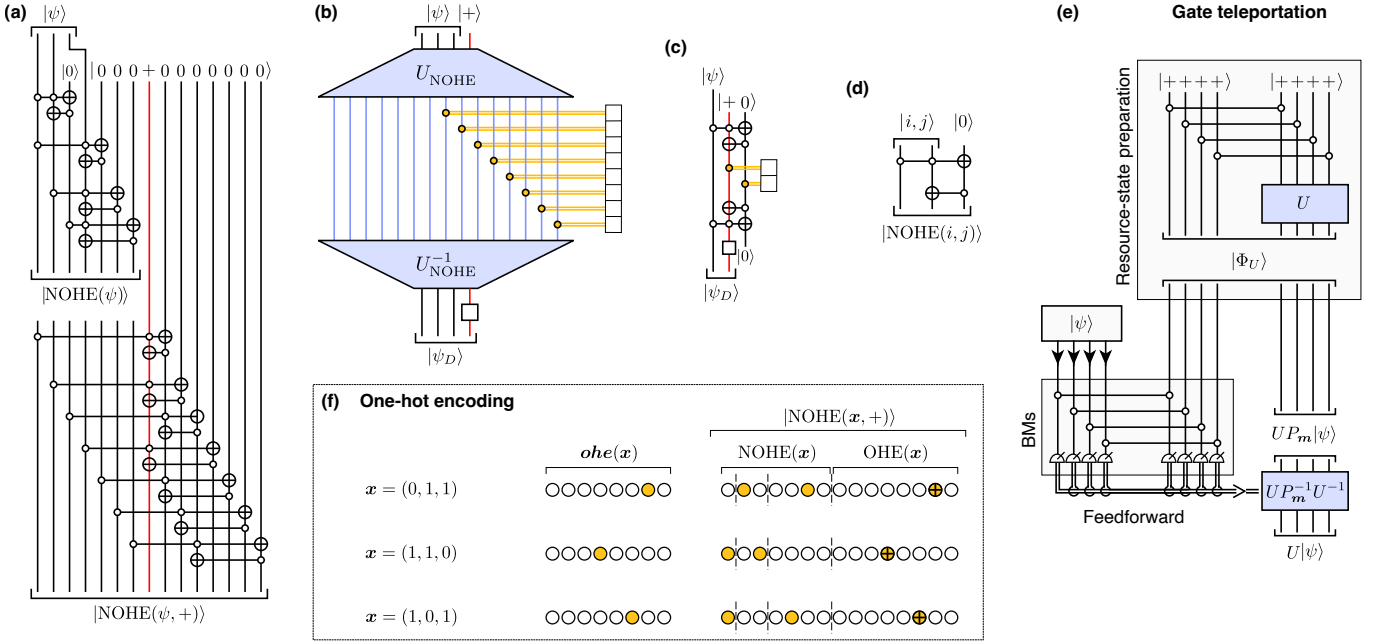 (a)
|ψ⟩
|0⟩ |0 0 0 + 0 0 0 0 0 0 0⟩
|NOHE(ψ)⟩
|NOHE(ψ, +)⟩
(b)
|ψ⟩ |+⟩
U_NOHE
U_NOHE^−1
|ψ_D⟩
(c)
|ψ⟩
|+ 0⟩
|0⟩
|ψ_D⟩
(d)
|i, j⟩ |0⟩
|NOHE(i, j)⟩
(e) Gate teleportation
Resource-state preparation
|++++⟩ |++++⟩
U
|Φ_U⟩
|ψ⟩
BMs
UP_m|ψ⟩
UP_m^−1U^−1
Feedforward
U|ψ⟩
(f) One-hot encoding
|NOHE(x, +)⟩
ohe(x) NOHE(x) OHE(x)
x = (0, 1, 1)
x = (1, 1, 0)
x = (1, 0, 1)